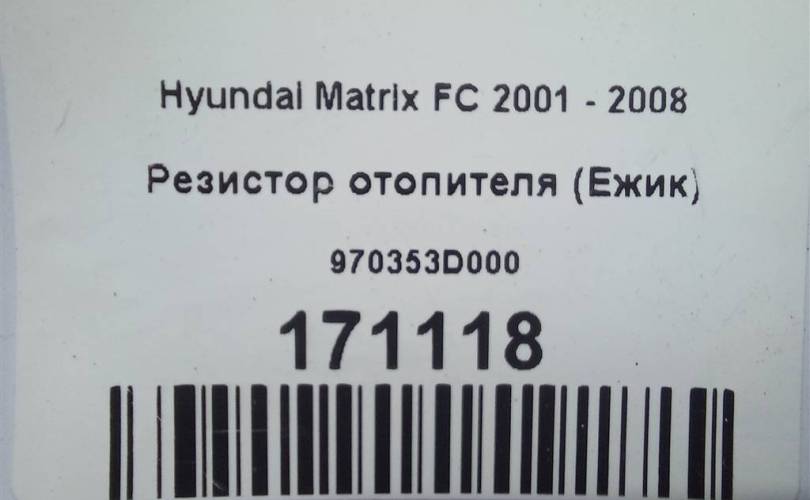 Hyundai Matrix FC 2001 - 2008
Резистор отопителя (Ежик)
970353D000
171118